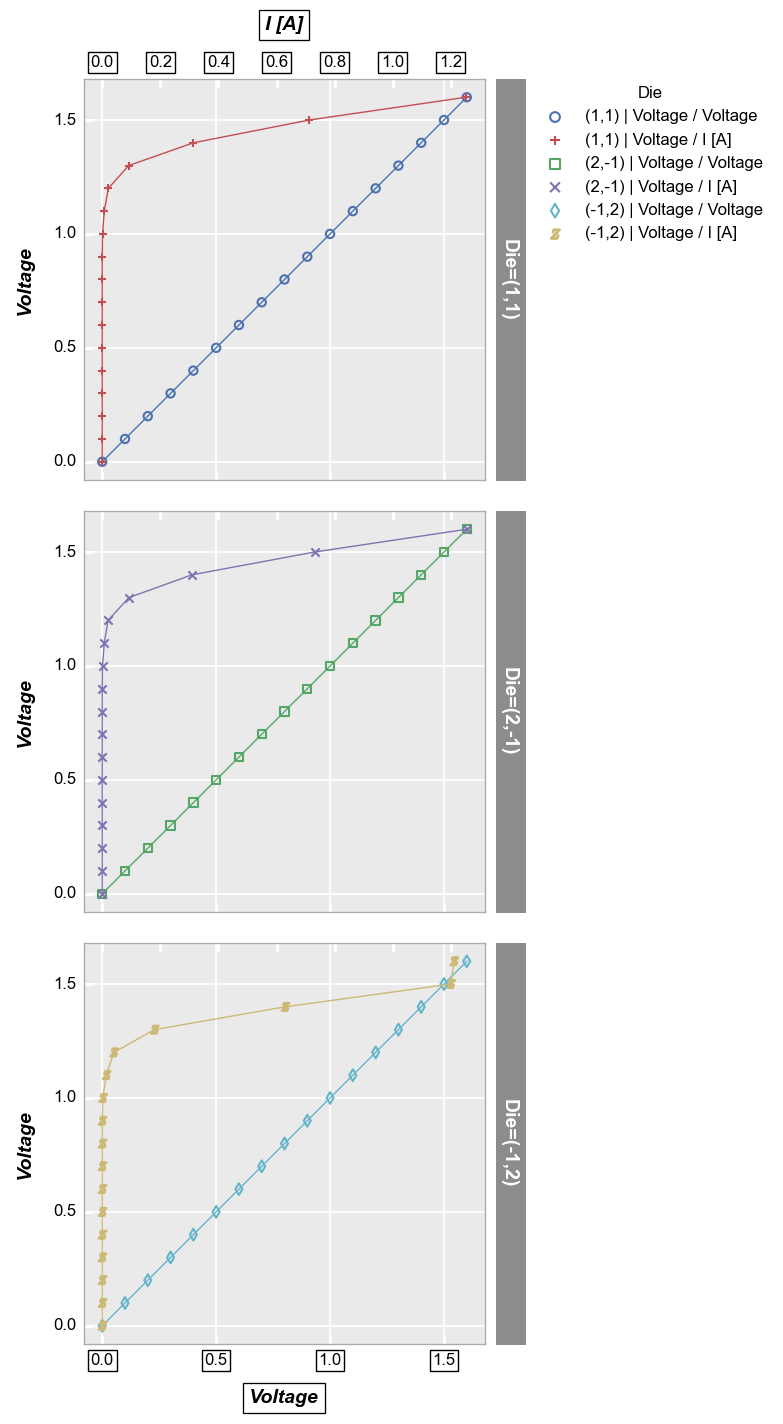 I [A]
0.0 0.2 0.4 0.6 0.8 1.0 1.2
Die
(1,1) | Voltage / Voltage
(1,1) | Voltage / I [A]
(2,-1) | Voltage / Voltage
(2,-1) | Voltage / I [A]
(-1,2) | Voltage / Voltage
(-1,2) | Voltage / I [A]
1.5
1.0
0.5
0.0
Voltage
Die=(1,1)
1.5
1.0
0.5
0.0
Voltage
Die=(2,-1)
1.5
1.0
0.5
0.0
Voltage
Die=(-1,2)
0.0 0.5 1.0 1.5
Voltage